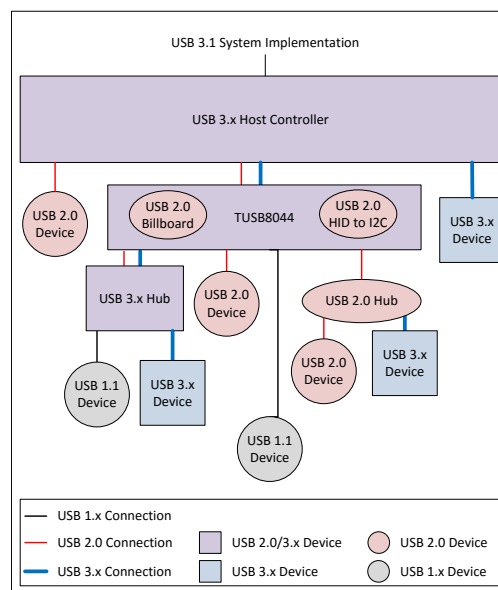 USB 3.1 System Implementation
USB 3.x Host Controller
USB 2.0
Device
USB 2.0
Billboard
TUSB8044
USB 2.0
HID to I2C
USB 3.x
Device
USB 3.x Hub
USB 2.0
Device
USB 2.0 Hub
USB 1.1
Device
USB 3.x
Device
USB 2.0
Device
USB 3.x
Device
USB 1.1
Device
USB 1.x Connection
USB 2.0 Connection
USB 2.0/3.x Device
USB 2.0 Device
USB 3.x Connection
USB 3.x Device
USB 1.x Device